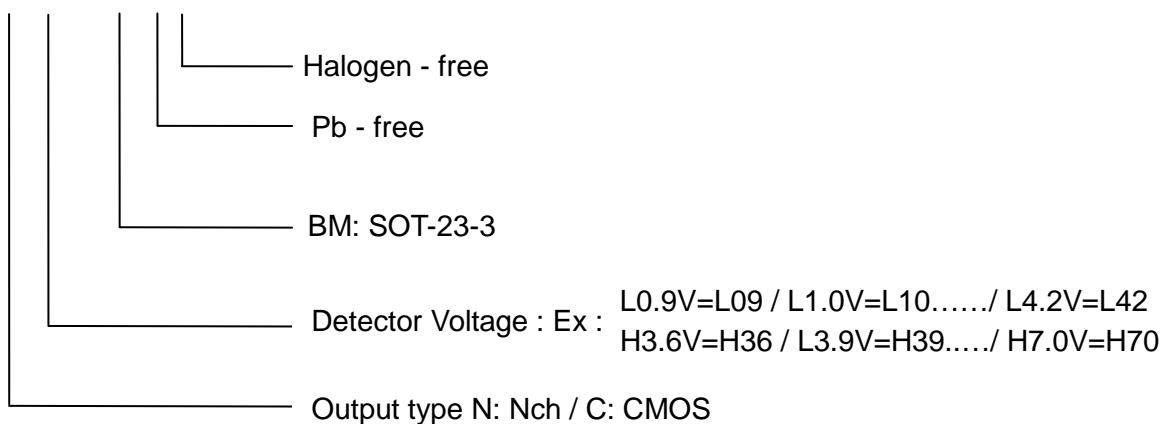 Halogen - free
Pb - free
BM: SOT-23-3
Detector Voltage : Ex :
L0.9V=L09 / L1.0V=L10……/ L4.2V=L42
H3.6V=H36 / L3.9V=H39..…/ H7.0V=H70
Output type N: Nch / C: CMOS